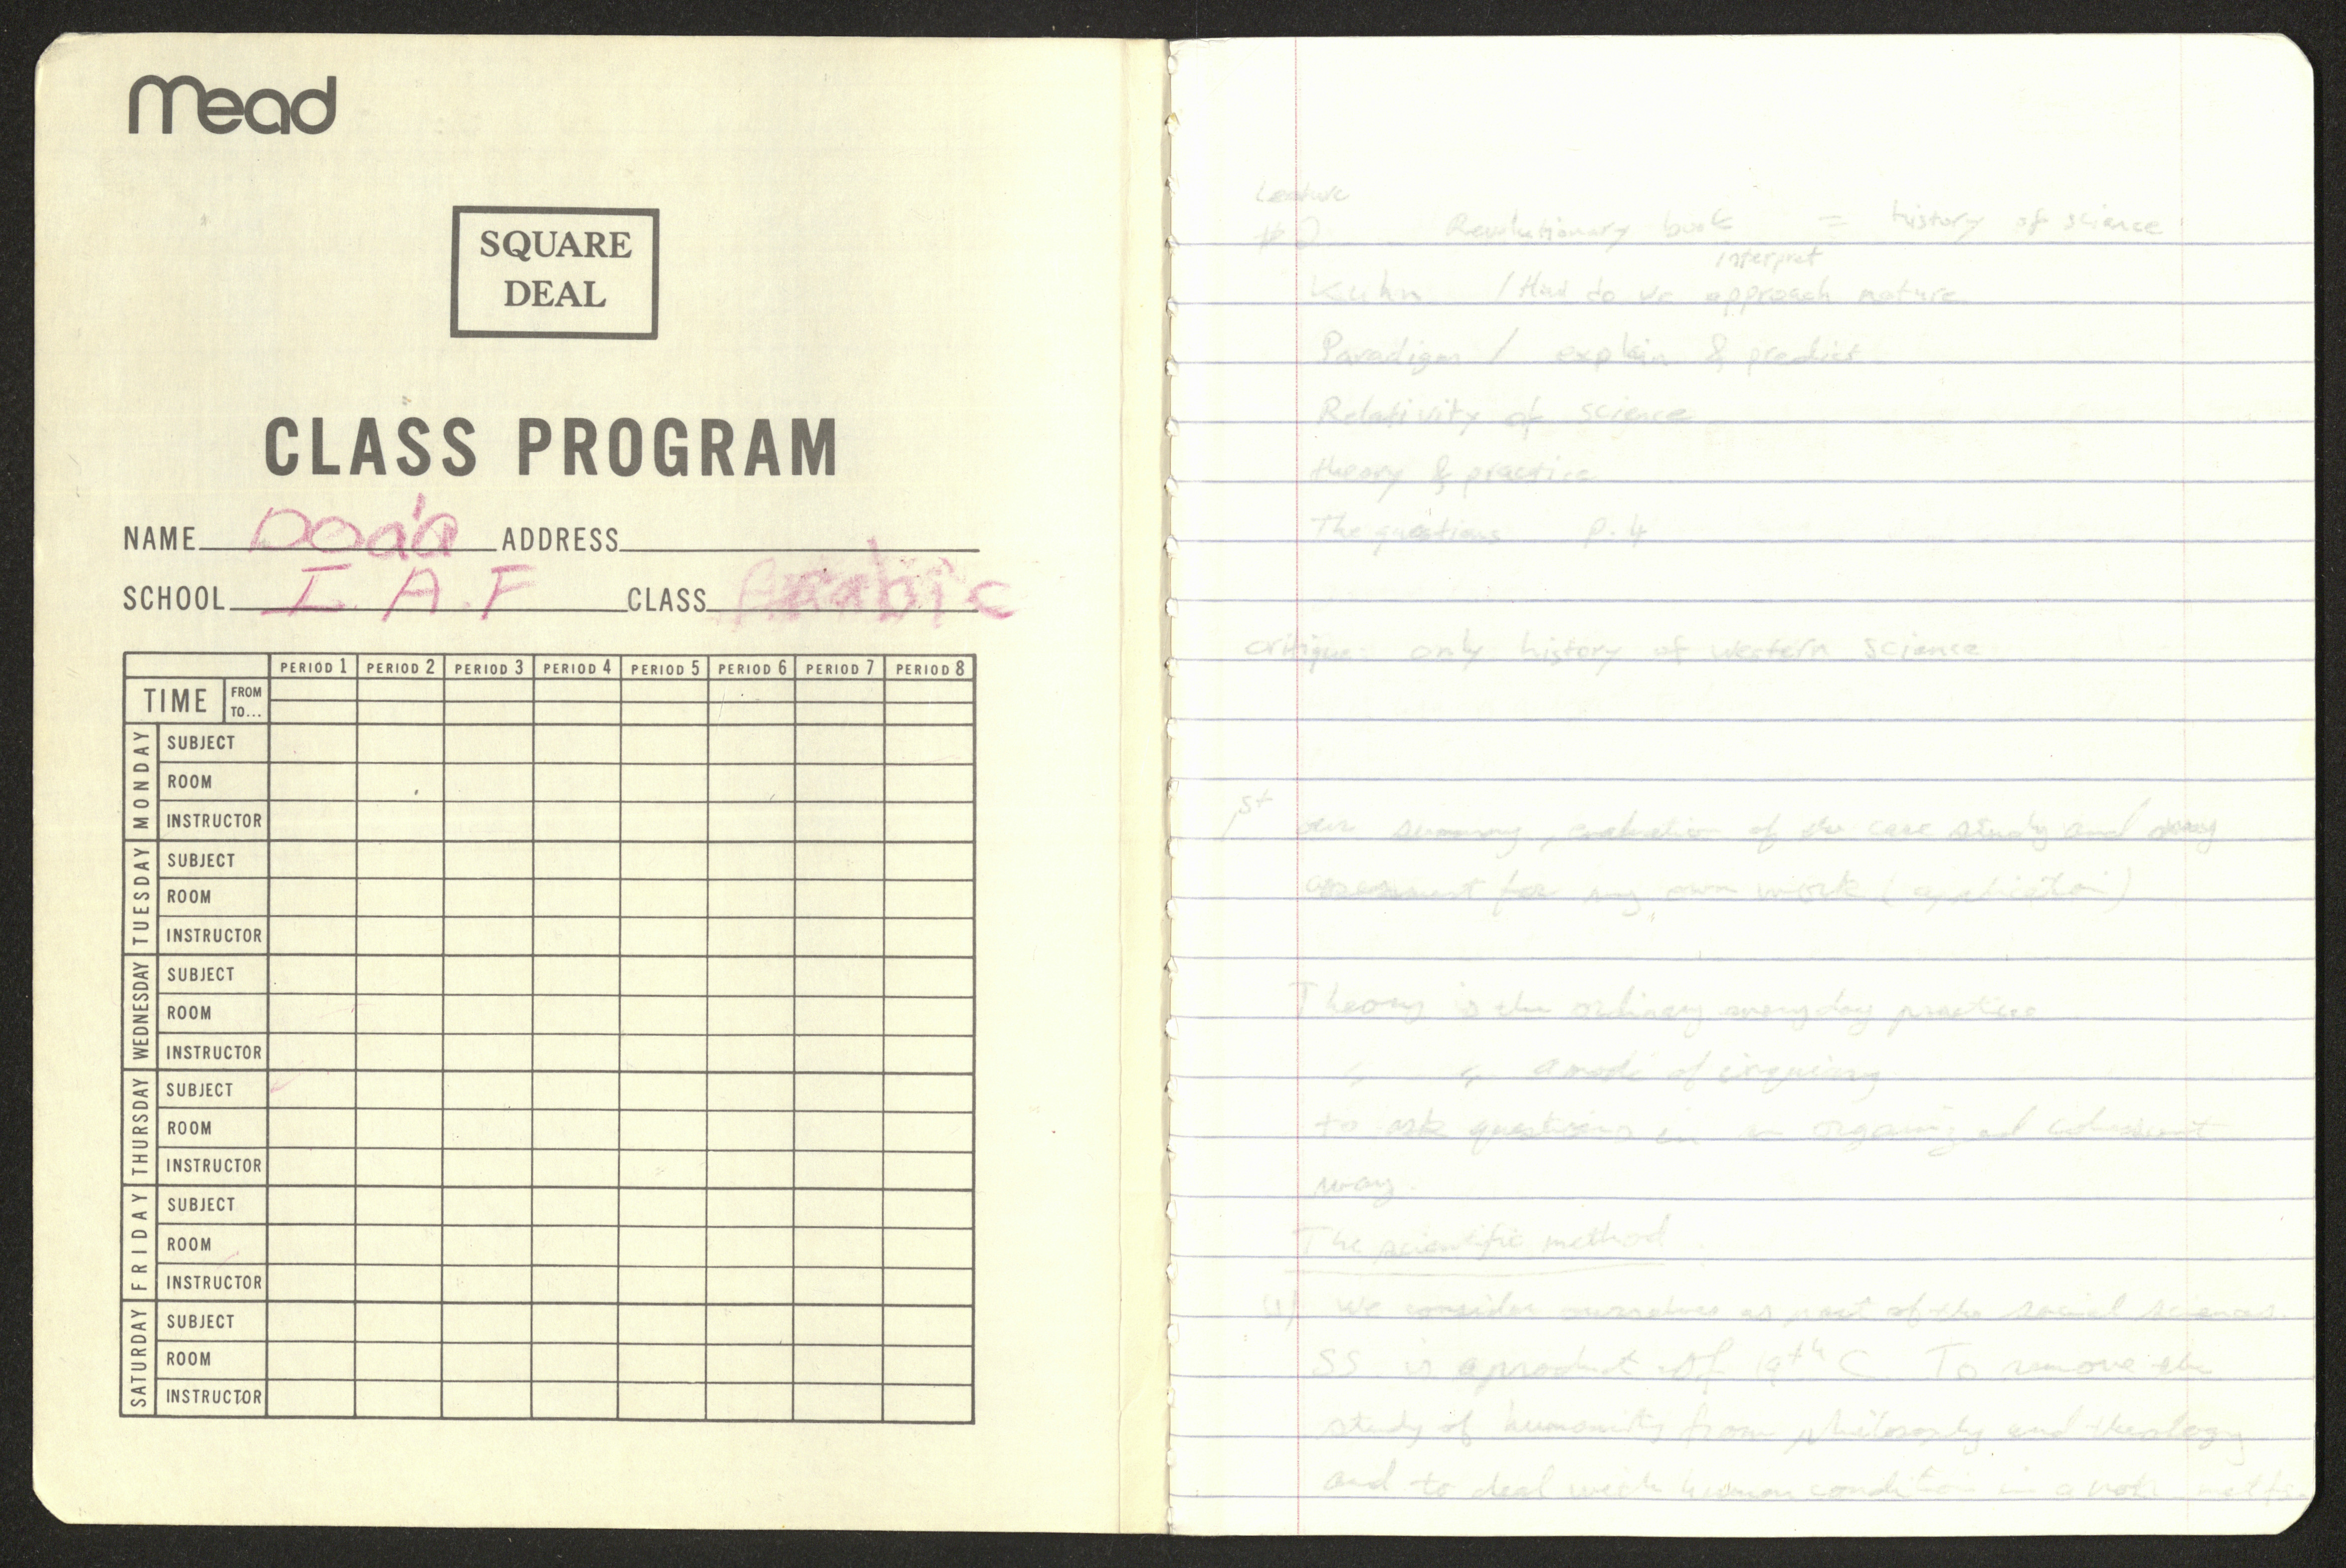 mead
SQUARE
DEAL
CLASS PROGRAM
NAME Doa'a ADDRESS
SCHOOL I.A.F CLASS Arabic
PERIOD 1 PERIOD 2 PERIOD 3 PERIOD 4 PERIOD 5 PERIOD 6 PERIOD 7 PERIOD 8
TIME FROM
TO...
MONDAY
SUBJECT
ROOM
INSTRUCTOR
TUESDAY
SUBJECT
ROOM
INSTRUCTOR
WEDNESDAY
SUBJECT
ROOM
INSTRUCTOR
THURSDAY
SUBJECT
ROOM
INSTRUCTOR
FRIDAY
SUBJECT
ROOM
INSTRUCTOR
SATURDAY
SUBJECT
ROOM
INSTRUCTOR
Lecture
# 2 Revolutionary book = history of science
interpret
Kuhn / How do we approach nature
Paradigm / explain & predict
Relativity of science
theory & practice
The questions p. 4
critique: only history of western science
1st our summary, evaluation of the case study and
assessment for my own work (application)
Theory is the ordinary everyday practice
" " a mode of inquiry
to ask questions in an organized coherent
way.
The scientific method
We consider ourselves as part of the social sciences.
SS is a product of 19th C. To remove the
study of humanity from philosophy and theology
and to deal with human condition in a